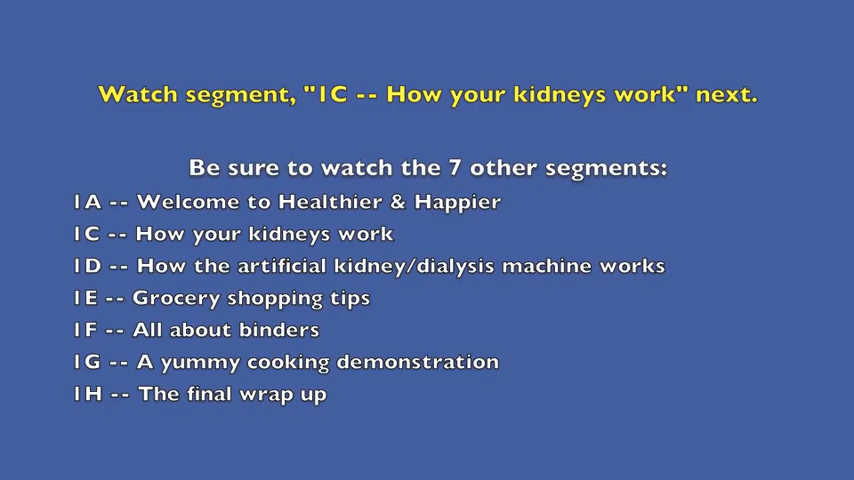 Watch segment, "1C -- How your kidneys work" next.
Be sure to watch the 7 other segments:
1A -- Welcome to Healthier & Happier
1C -- How your kidneys work
1D -- How the artificial kidney/dialysis machine works
1E -- Grocery shopping tips
1F -- All about binders
1G -- A yummy cooking demonstration
1H -- The final wrap up